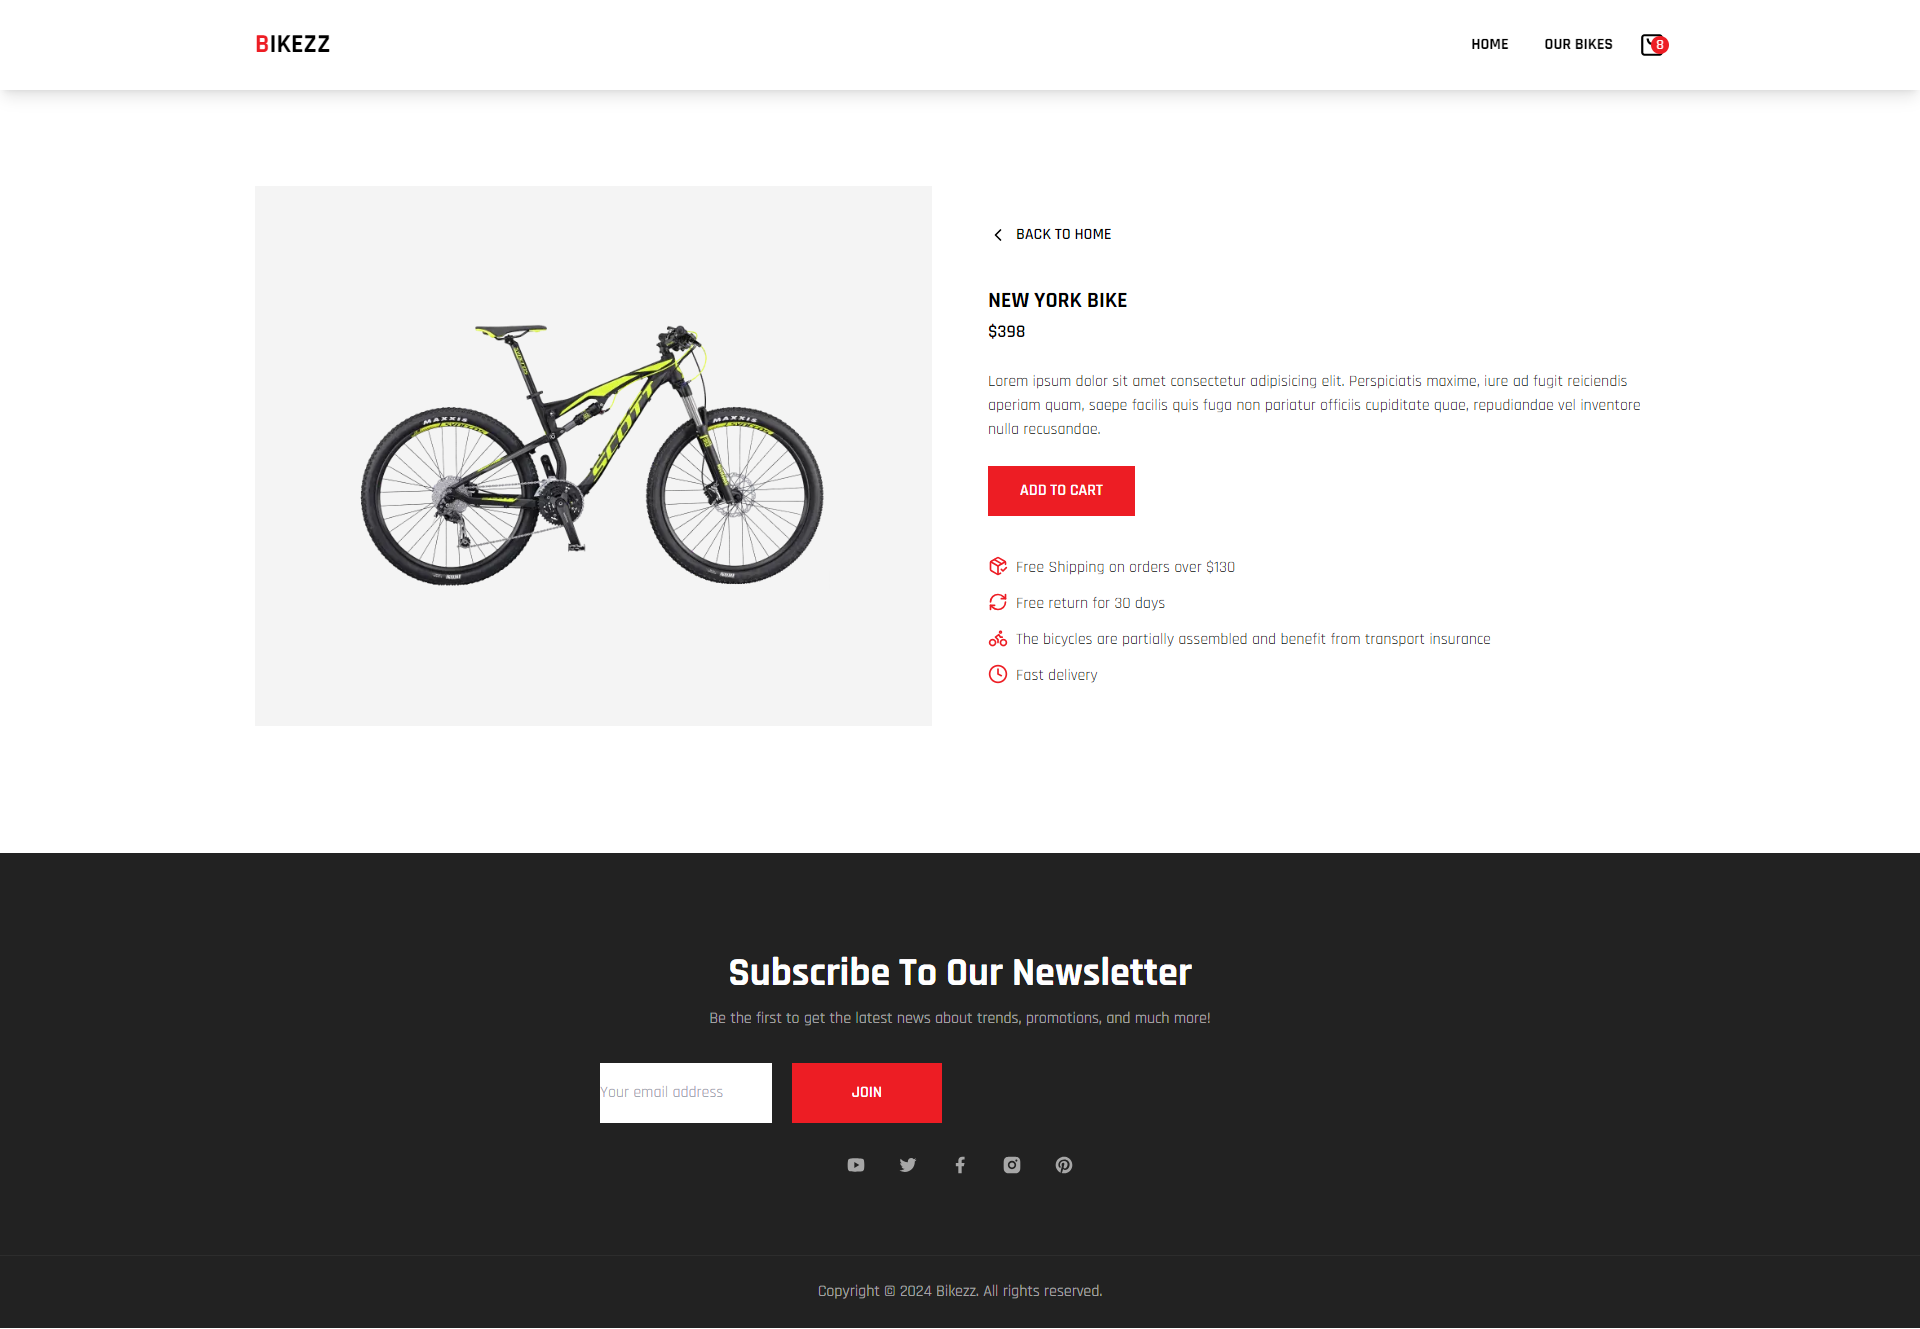 BIKEZZ
HOME OUR BIKES 8
BACK TO HOME
NEW YORK BIKE
$398
MAXXIS
SCOTT
MAXXIS
Lorem ipsum dolor sit amet consectetur adipisicing elit. Perspiciatis maxime, iure ad fugit reiciendis
aperiam quam, saepe facilis quis fuga non pariatur officiis cupiditate quae, repudiandae vel inventore
nulla recusandae.
ADD TO CART
Free Shipping on orders over $130
Free return for 30 days
The bicycles are partially assembled and benefit from transport insurance
Fast delivery
Subscribe To Our Newsletter
Be the first to get the latest news about trends, promotions, and much more!
Your email address JOIN
Copyright © 2024 Bikezz. All rights reserved.